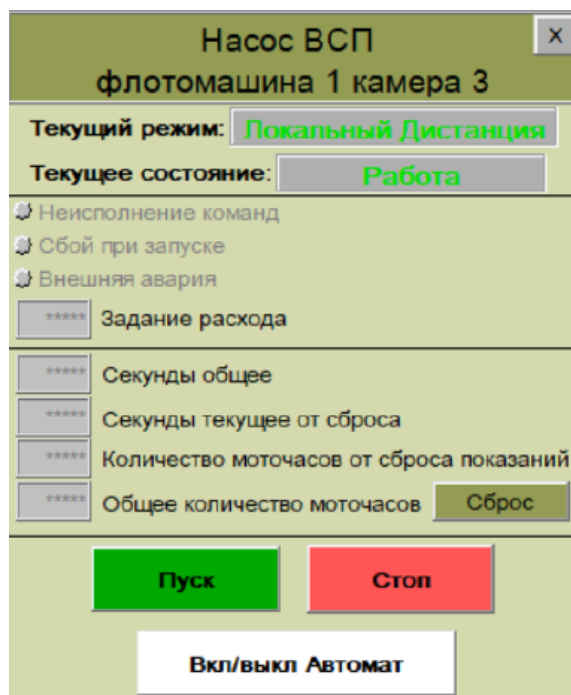 Насос ВСП
X
флотомашина 1 камера 3
Текущий режим: Локальный Дистанция
Текущее состояние: Работа
Неисполнение команд
Сбой при запуске
Внешняя авария
***** Задание расхода
***** Секунды общее
***** Секунды текущее от сброса
***** Количество моточасов от сброса показаний
***** Общее количество моточасов Сброс
Пуск Стоп
Вкл/выкл Автомат